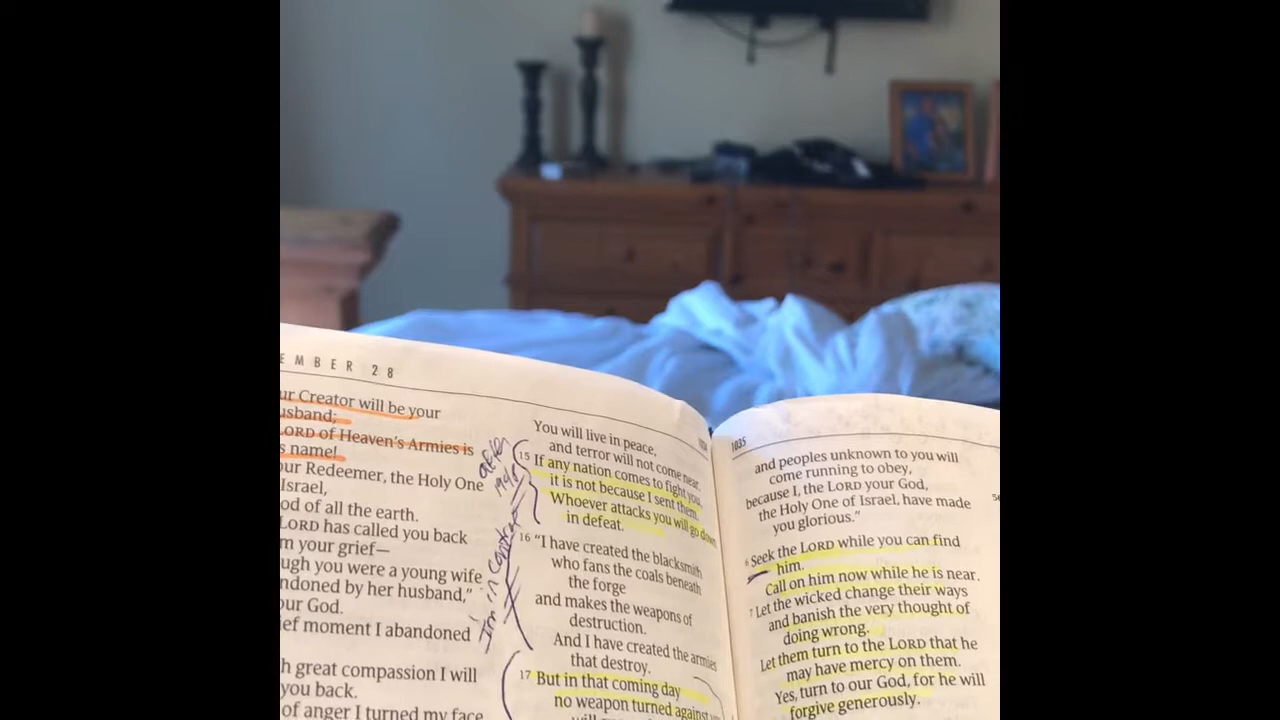 EMBER 28
ur Creator will be your
usband;
LORD of Heaven's Armies is
s name!
our Redeemer, the Holy One
Israel,
od of all the earth.
LORD has called you back
m your grief—
ugh you were a young wife
ndoned by her husband,"
our God.
ief moment I abandoned
h great compassion I will
you back.
of anger I turned my face
after
1948
I'm in Control
You will live in peace,
and terror will not come near.
15 If any nation comes to fight you,
it is not because I sent them.
Whoever attacks you will go down
in defeat.
16 "I have created the blacksmith
who fans the coals beneath
the forge
and makes the weapons of
destruction.
And I have created the armies
that destroy.
17 But in that coming day
no weapon turned against you
1035
and peoples unknown to you will
come running to obey,
because I, the LORD your God,
the Holy One of Israel, have made
you glorious."
6 Seek the LORD while you can find
him.
Call on him now while he is near.
7 Let the wicked change their ways
and banish the very thought of
doing wrong.
Let them turn to the LORD that he
may have mercy on them.
Yes, turn to our God, for he will
forgive generously.